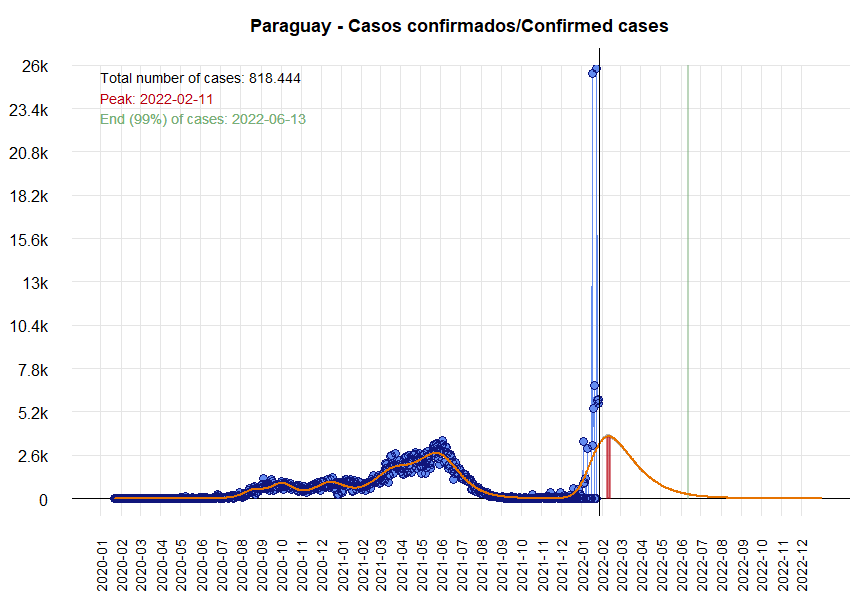 Paraguay - Casos confirmados/Confirmed cases
Total number of cases: 818.444
Peak: 2022-02-11
End (99%) of cases: 2022-06-13
26k
23.4k
20.8k
18.2k
15.6k
13k
10.4k
7.8k
5.2k
2.6k
0
2020-01
2020-02
2020-03
2020-04
2020-05
2020-06
2020-07
2020-08
2020-09
2020-10
2020-11
2020-12
2021-01
2021-02
2021-03
2021-04
2021-05
2021-06
2021-07
2021-08
2021-09
2021-10
2021-11
2021-12
2022-01
2022-02
2022-03
2022-04
2022-05
2022-06
2022-07
2022-08
2022-09
2022-10
2022-11
2022-12